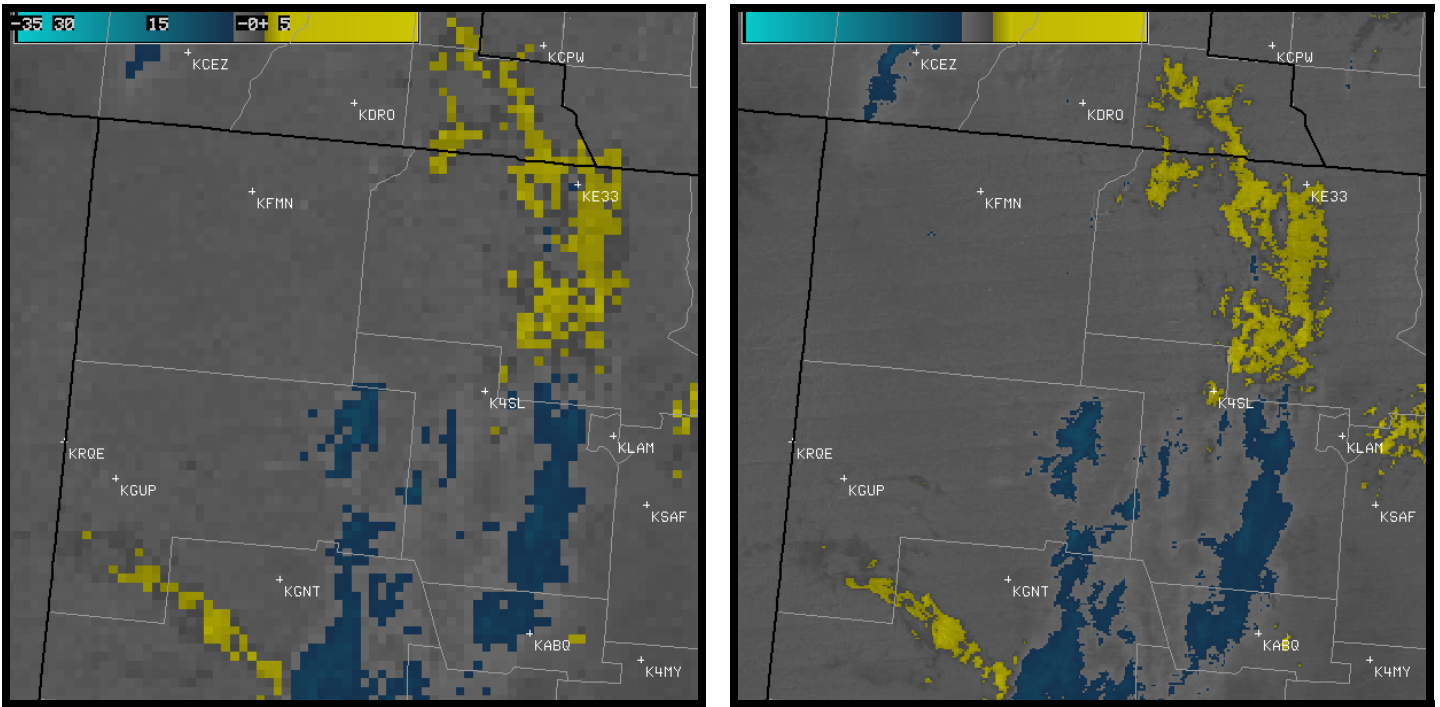 -35 30 15 -0+ 5
KCEZ
KCPW
KDRO
KFMN
KE33
K4SL
KLAM
KRQE
KGUP
KSAF
KGNT
KABQ
K4MY
KCEZ
KCPW
KDRO
KFMN
KE33
K4SL
KLAM
KRQE
KGUP
KSAF
KGNT
KABQ
K4MY